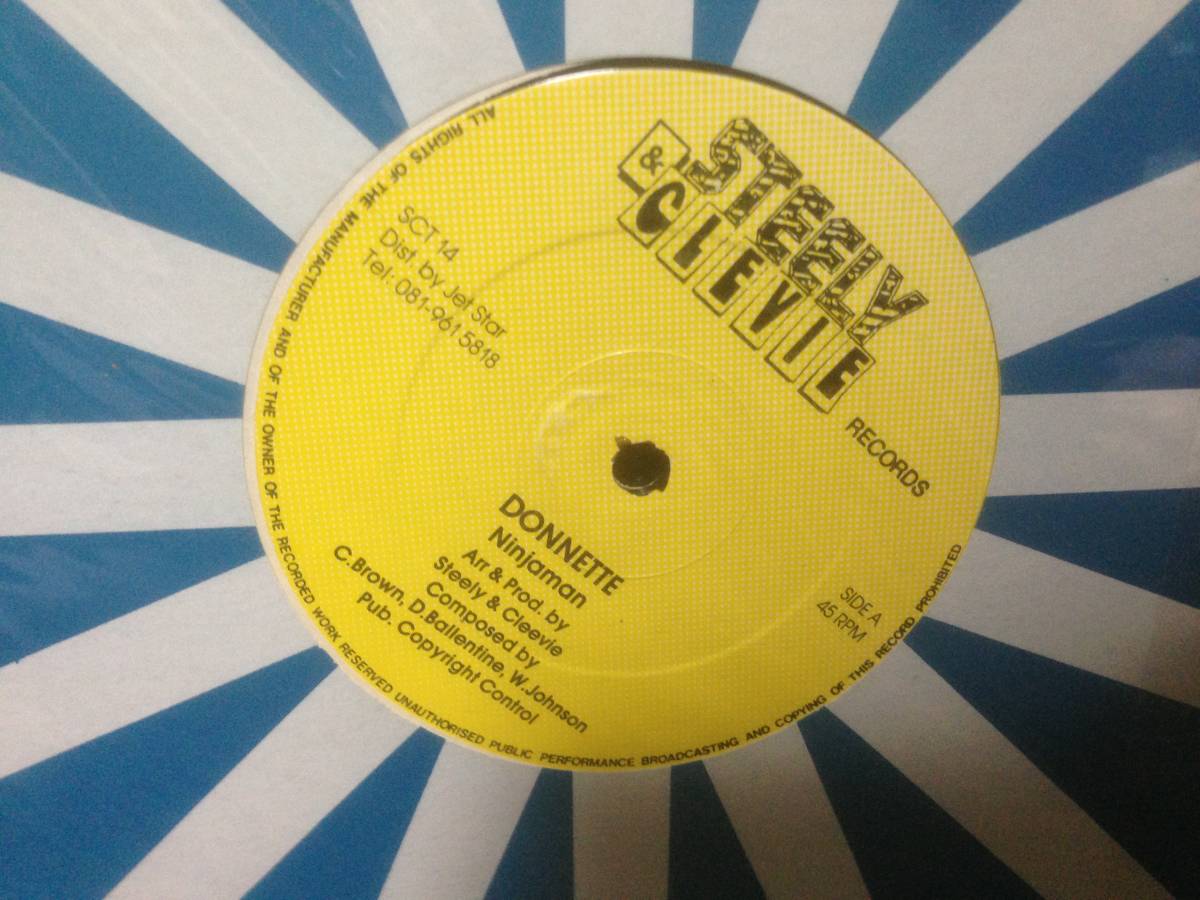 STEELY
& CLEVIE
RECORDS
SCT 14
Dist. by Jet Star
Tel: 081-961 5818
SIDE A
45 RPM
DONNETTE
Ninjaman
Arr & Prod. by
Steely & Cleevie
Composed by
C.Brown, D.Ballentine, W.Johnson
Pub. Copyright Control
ALL RIGHTS OF THE MANUFACTURER AND OF THE OWNER OF THE RECORDED WORK RESERVED UNAUTHORISED PUBLIC PERFORMANCE BROADCASTING AND COPYING OF THIS RECORD PROHIBITED